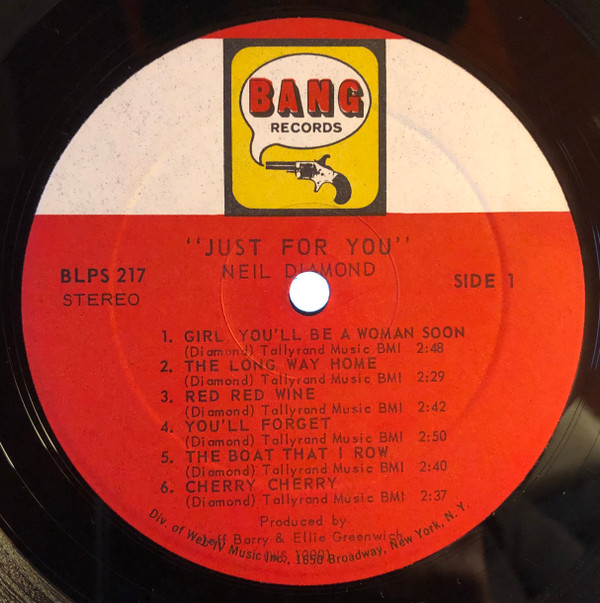 BANG
RECORDS
"JUST FOR YOU"
NEIL DIAMOND
BLPS 217
STEREO
SIDE 1
1. GIRL YOU'LL BE A WOMAN SOON
(Diamond) Tallyrand Music BMI 2:48
2. THE LONG WAY HOME
(Diamond) Tallyrand Music BMI 2:29
3. RED RED WINE
(Diamond) Tallyrand Music BMI 2:42
4. YOU'LL FORGET
(Diamond) Tallyrand Music BMI 2:50
5. THE BOAT THAT I ROW
(Diamond) Tallyrand Music BMI 2:40
6. CHERRY CHERRY
(Diamond) Tallyrand Music BMI 2:37
Produced by
Jeff Barry & Ellie Greenwich
Div. of Web IV Music Inc., 1650 Broadway, New York, N. Y.